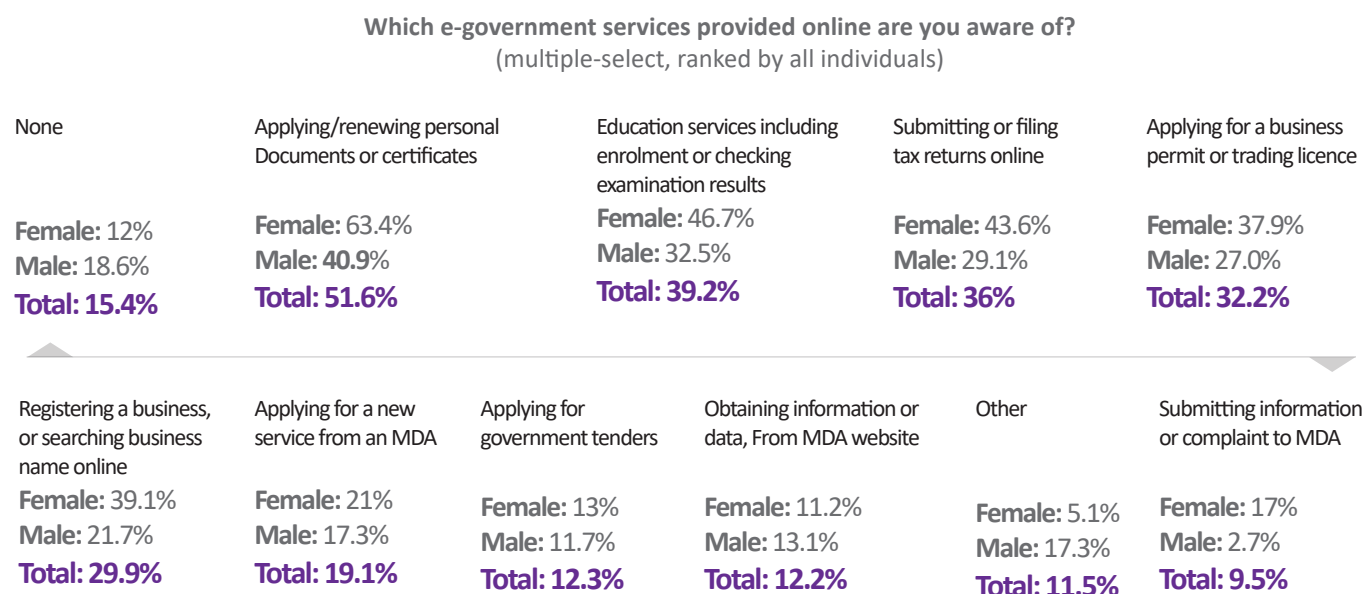 Which e-government services provided online are you aware of?
(multiple-select, ranked by all individuals)
None
Female: 12%
Male: 18.6%
Total: 15.4%
Applying/renewing personal
Documents or certificates
Female: 63.4%
Male: 40.9%
Total: 51.6%
Education services including
enrolment or checking
examination results
Female: 46.7%
Male: 32.5%
Total: 39.2%
Submitting or filing
tax returns online
Female: 43.6%
Male: 29.1%
Total: 36%
Applying for a business
permit or trading licence
Female: 37.9%
Male: 27.0%
Total: 32.2%
Registering a business,
or searching business
name online
Female: 39.1%
Male: 21.7%
Total: 29.9%
Applying for a new
service from an MDA
Female: 21%
Male: 17.3%
Total: 19.1%
Applying for
government tenders
Female: 13%
Male: 11.7%
Total: 12.3%
Obtaining information or
data, From MDA website
Female: 11.2%
Male: 13.1%
Total: 12.2%
Other
Female: 5.1%
Male: 17.3%
Total: 11.5%
Submitting information
or complaint to MDA
Female: 17%
Male: 2.7%
Total: 9.5%